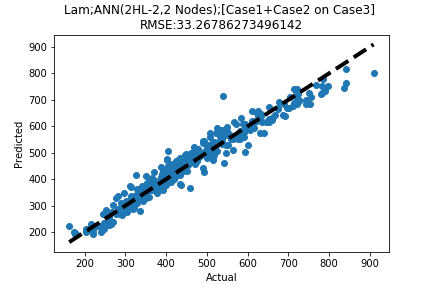 Lam;ANN(2HL-2,2 Nodes);[Case1+Case2 on Case3]
RMSE:33.26786273496142
900
800
700
600
500
400
300
200
Predicted
200 300 400 500 600 700 800 900
Actual